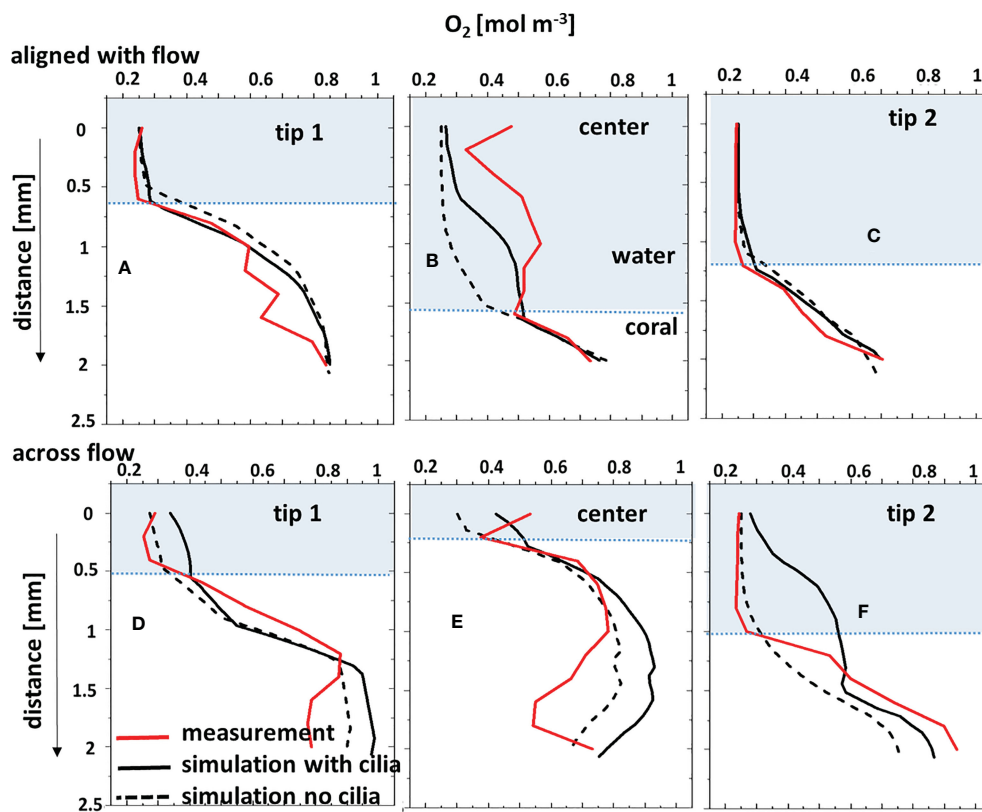 O2 [mol m-3]
aligned with flow
0.2 0.4 0.6 0.8 1
0.2 0.4 0.6 0.8 1
0.2 0.4 0.6 0.8 1
tip 1
center
tip 2
0
0.5
1
1.5
2
2.5
distance [mm]
A
B
water
coral
C
across flow
0.2 0.4 0.6 0.8 1
0.2 0.4 0.6 0.8 1
0.2 0.4 0.6 0.8 1
tip 1
center
tip 2
0
0.5
1
1.5
2
2.5
distance [mm]
D
E
F
measurement
simulation with cilia
simulation no cilia